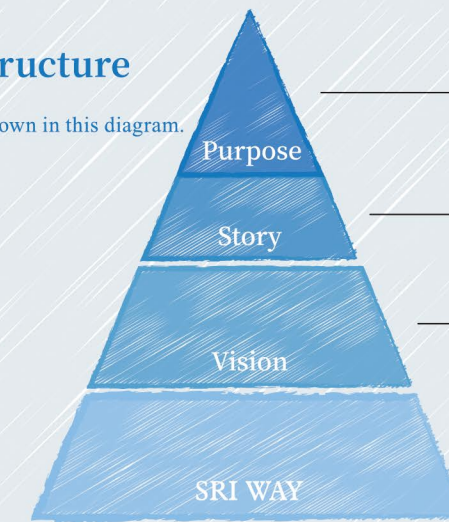 ructure
own in this diagram.
Purpose
Story
Vision
SRI WAY